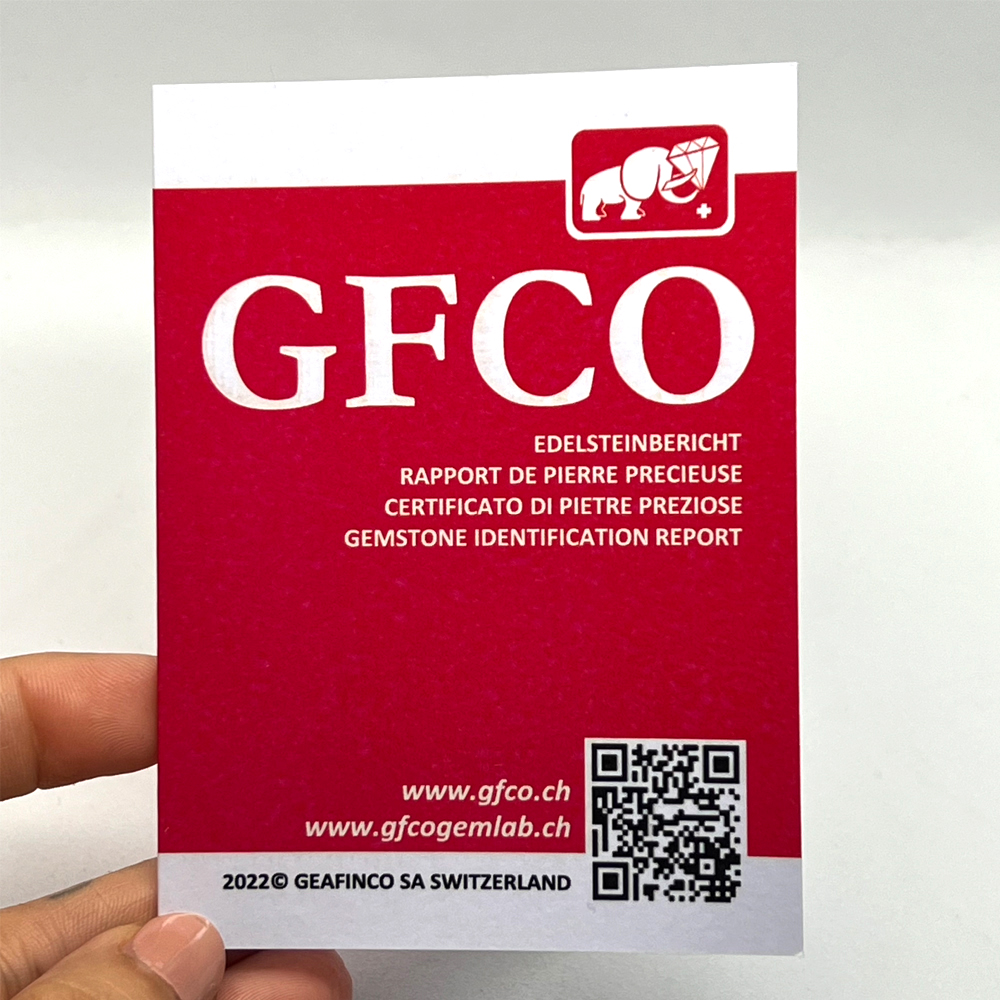 GFCO
EDELSTEINBERICHT
RAPPORT DE PIERRE PRECIEUSE
CERTIFICATO DI PIETRE PREZIOSE
GEMSTONE IDENTIFICATION REPORT
www.gfco.ch
www.gfcogemlab.ch
2022© GEAFINCO SA SWITZERLAND